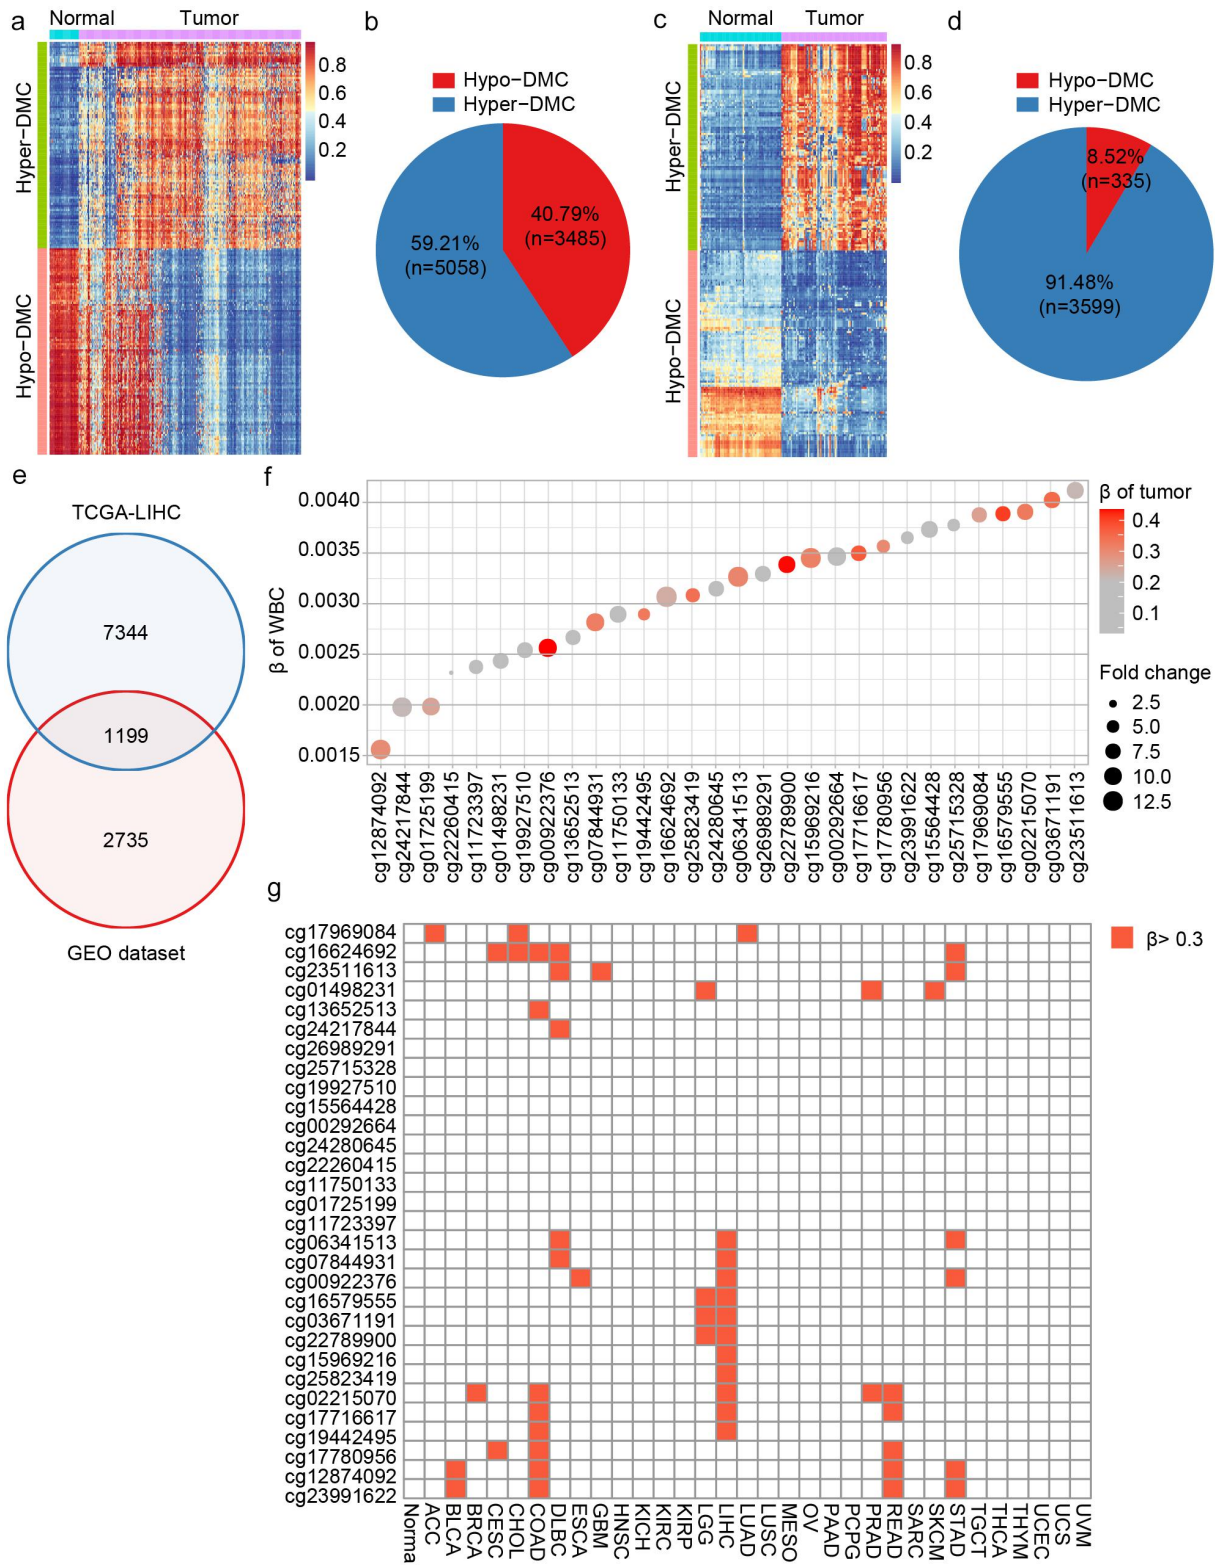 a
Normal
Tumor
Hyper-DMC
Hypo-DMC
0.8
0.6
0.4
0.2
b
Hypo-DMC
Hyper-DMC
40.79%
(n=3485)
59.21%
(n=5058)
c
Normal
Tumor
Hyper-DMC
Hypo-DMC
0.8
0.6
0.4
0.2
d
Hypo-DMC
Hyper-DMC
8.52%
(n=335)
91.48%
(n=3599)
e
TCGA-LIHC
7344
1199
2735
GEO dataset
f
β of WBC
0.0040
0.0035
0.0030
0.0025
0.0020
0.0015
cg12874092
cg24217844
cg01725199
cg22260415
cg11723397
cg01498231
cg19927510
cg00922376
cg13652513
cg07844931
cg11750133
cg19442495
cg16624692
cg25823419
cg24280645
cg06341513
cg26989291
cg22789900
cg15969216
cg00292664
cg17716617
cg17780956
cg23991622
cg15564428
cg25715328
cg17969084
cg16579555
cg02215070
cg03671191
cg23511613
β of tumor
0.4
0.3
0.2
0.1
Fold change
2.5
5.0
7.5
10.0
12.5
g
cg17969084
cg16624692
cg23511613
cg01498231
cg13652513
cg24217844
cg26989291
cg25715328
cg19927510
cg15564428
cg00292664
cg24280645
cg22260415
cg11750133
cg01725199
cg11723397
cg06341513
cg07844931
cg00922376
cg16579555
cg03671191
cg22789900
cg15969216
cg25823419
cg02215070
cg17716617
cg19442495
cg17780956
cg12874092
cg23991622
Norma
ACC
BLCA
BRCA
CESC
CHOL
COAD
DLBC
ESCA
GBM
HNSC
KICH
KIRC
KIRP
LGG
LIHC
LUAD
LUSC
MESO
OV
PAAD
PCPG
PRAD
READ
SARC
SKCM
STAD
TGCT
THCA
THYM
UCEC
UCS
UVM
β> 0.3